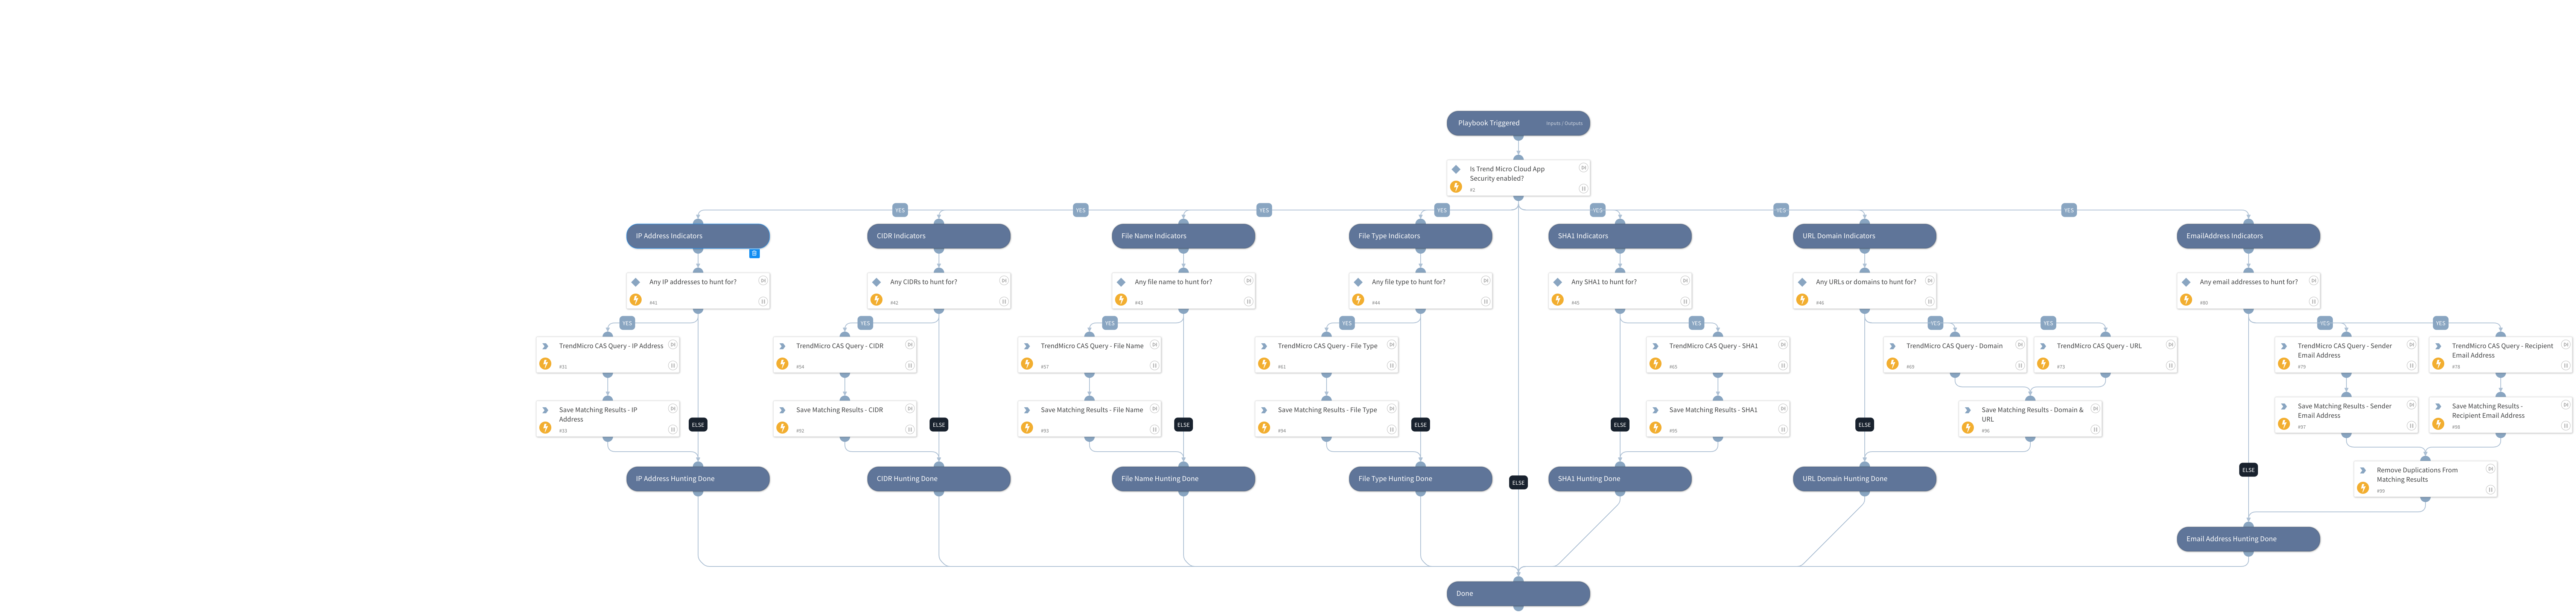 Playbook Triggered
Inputs / Outputs
Is Trend Micro Cloud App
Security enabled?
#2
YES
YES
YES
YES
YES
YES
YES
IP Address Indicators
CIDR Indicators
File Name Indicators
File Type Indicators
SHA1 Indicators
URL Domain Indicators
EmailAddress Indicators
Any IP addresses to hunt for?
#41
Any CIDRs to hunt for?
#42
Any file name to hunt for?
#43
Any file type to hunt for?
#44
Any SHA1 to hunt for?
#45
Any URLs or domains to hunt for?
#46
Any email addresses to hunt for?
#80
YES
YES
YES
YES
YES
YES
YES
YES
YES
TrendMicro CAS Query - IP Address
#31
TrendMicro CAS Query - CIDR
#54
TrendMicro CAS Query - File Name
#57
TrendMicro CAS Query - File Type
#61
TrendMicro CAS Query - SHA1
#65
TrendMicro CAS Query - Domain
#69
TrendMicro CAS Query - URL
#73
TrendMicro CAS Query - Sender
Email Address
#79
TrendMicro CAS Query - Recipient
Email Address
#78
Save Matching Results - IP
Address
#33
Save Matching Results - CIDR
#92
Save Matching Results - File Name
#93
Save Matching Results - File Type
#94
Save Matching Results - SHA1
#95
Save Matching Results - Domain &
URL
#96
Save Matching Results - Sender
Email Address
#97
Save Matching Results -
Recipient Email Address
#98
ELSE
ELSE
ELSE
ELSE
ELSE
ELSE
ELSE
ELSE
Remove Duplications From
Matching Results
#99
IP Address Hunting Done
CIDR Hunting Done
File Name Hunting Done
File Type Hunting Done
SHA1 Hunting Done
URL Domain Hunting Done
Email Address Hunting Done
Done